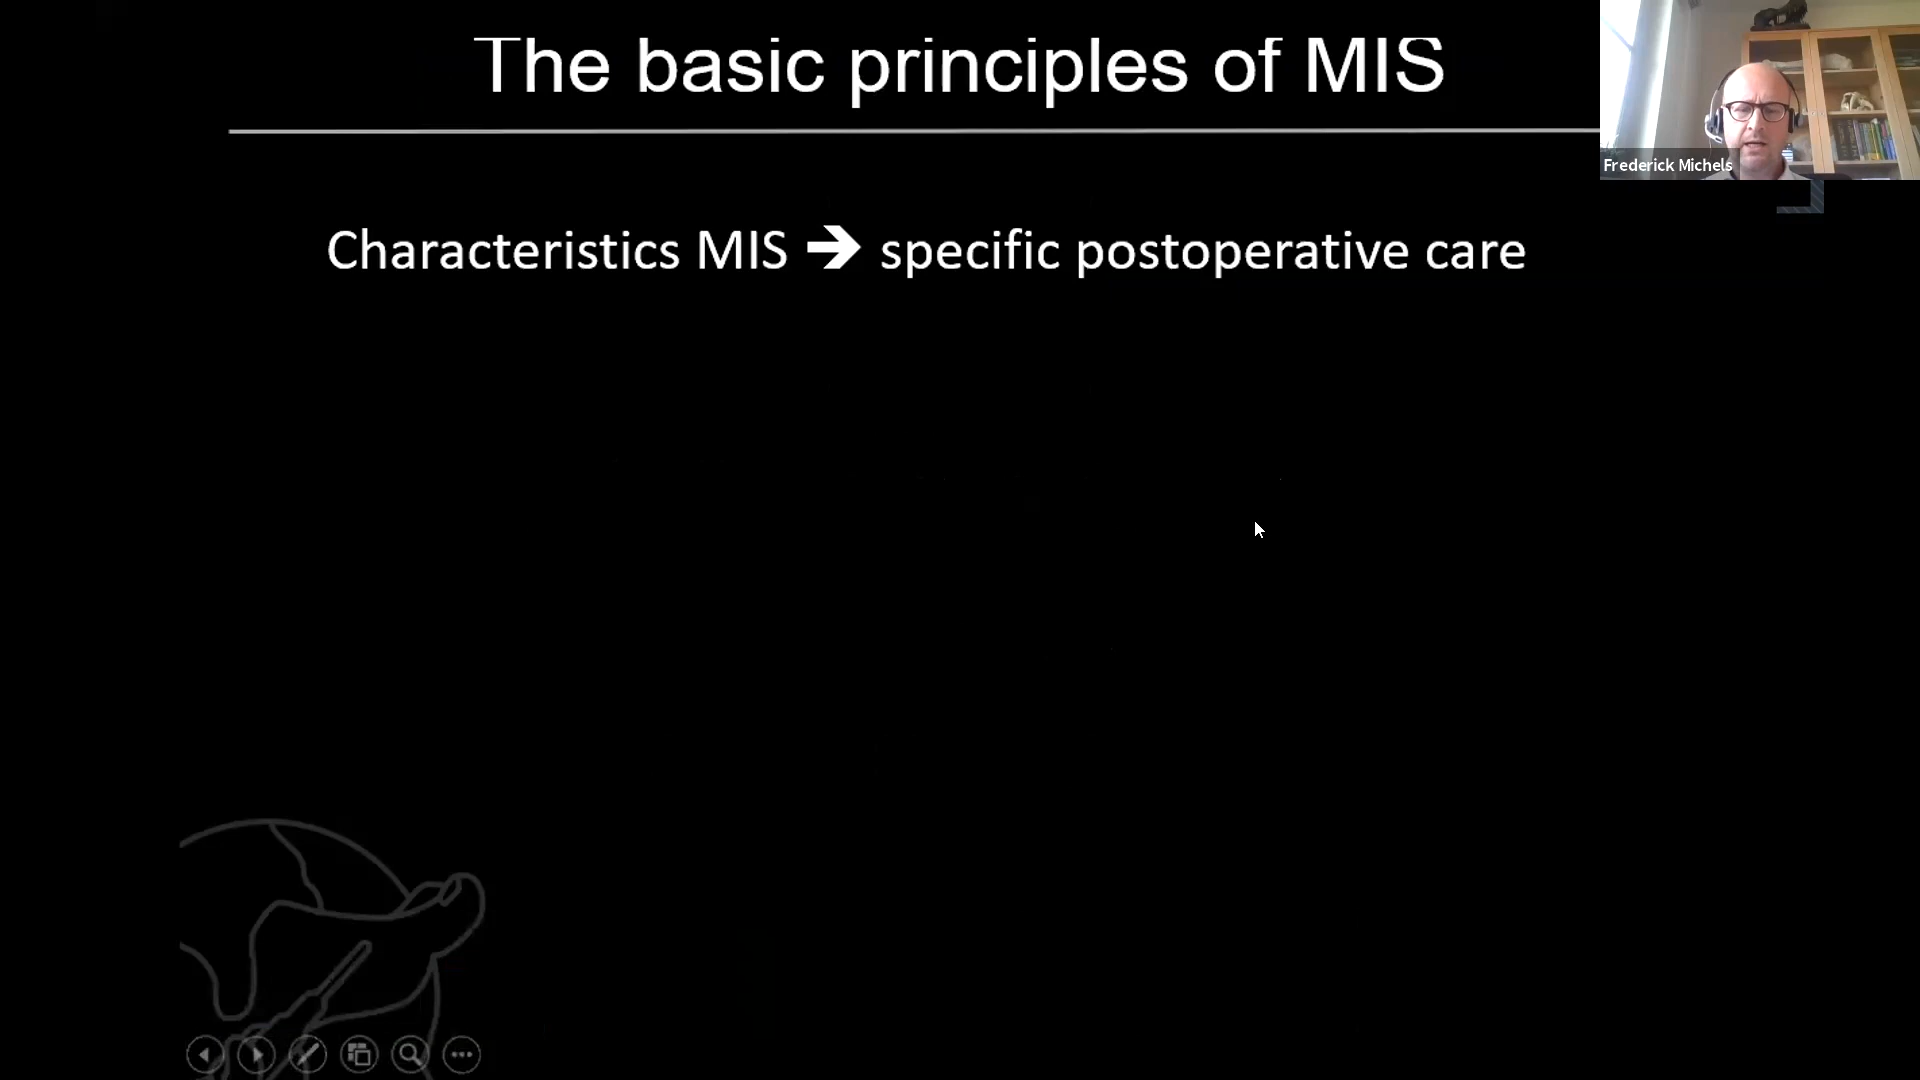 The basic principles of MIS
Frederick Michels
Characteristics MIS ➔ specific postoperative care